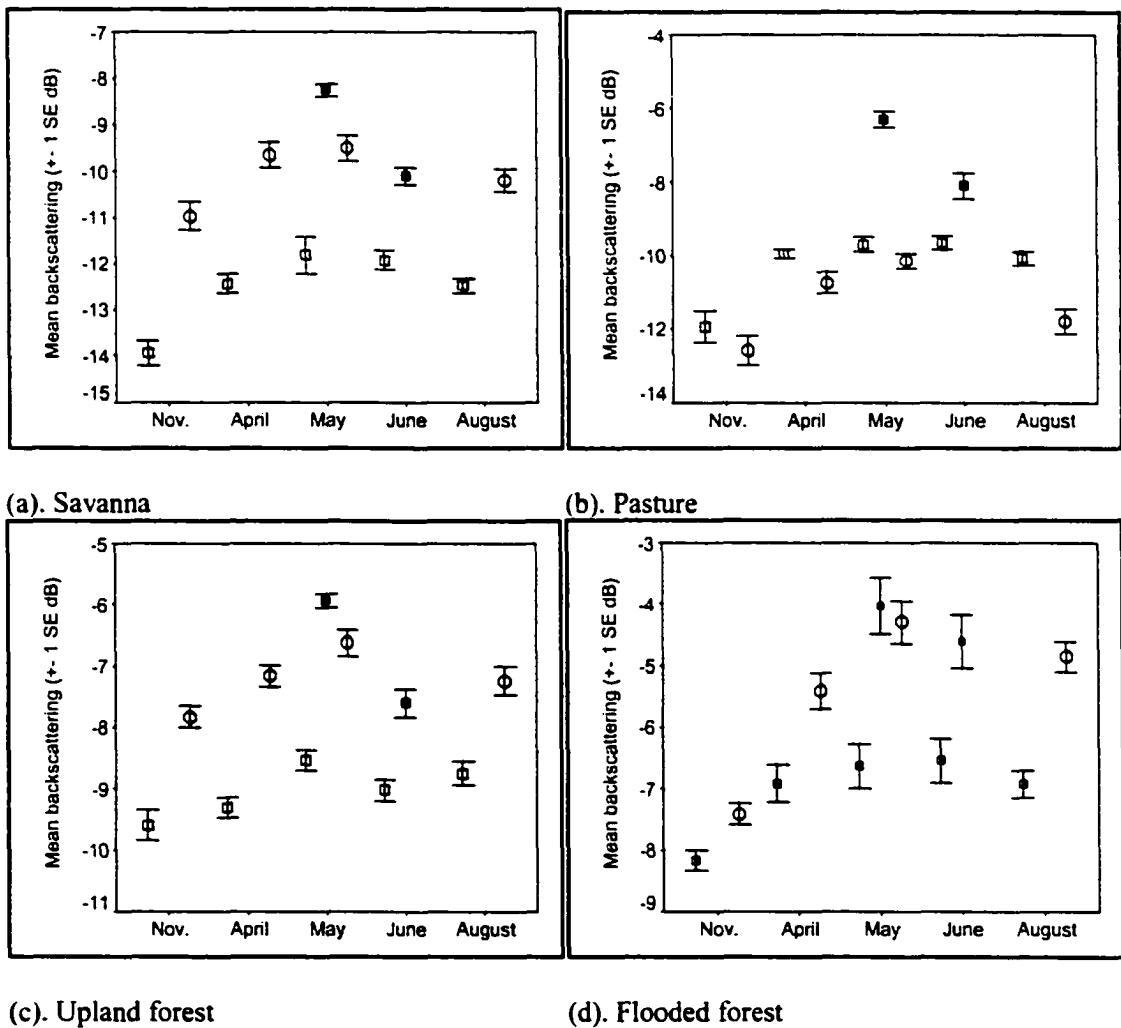 Mean backscattering (+- 1 SE dB)
-7
-8
-9
-10
-11
-12
-13
-14
-15
Nov. April May June August
(a). Savanna
Mean backscattering (+- 1 SE dB)
-4
-6
-8
-10
-12
-14
Nov. April May June August
(b). Pasture
Mean backscattering (+- 1 SE dB)
-5
-6
-7
-8
-9
-10
-11
Nov. April May June August
(c). Upland forest
Mean backscattering (+- 1 SE dB)
-3
-4
-5
-6
-7
-8
-9
Nov. April May June August
(d). Flooded forest